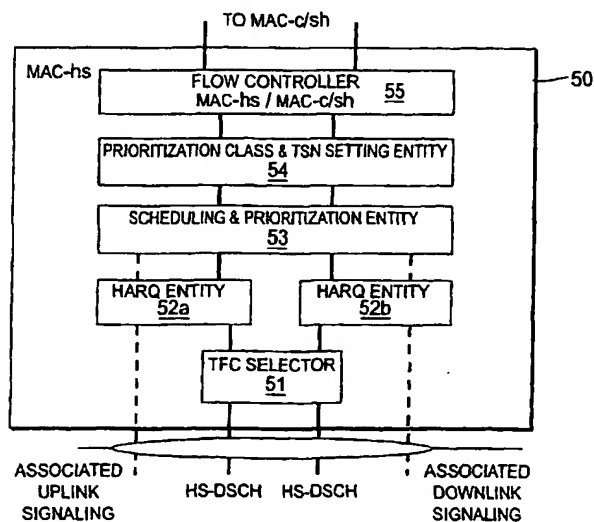 TO MAC-c/sh
MAC-hs
50
FLOW CONTROLLER
MAC-hs / MAC-c/sh 55
PRIORITIZATION CLASS & TSN SETTING ENTITY
54
SCHEDULING & PRIORITIZATION ENTITY
53
HARQ ENTITY
52a
HARQ ENTITY
52b
TFC SELECTOR
51
ASSOCIATED
UPLINK
SIGNALING
HS-DSCH
HS-DSCH
ASSOCIATED
DOWNLINK
SIGNALING